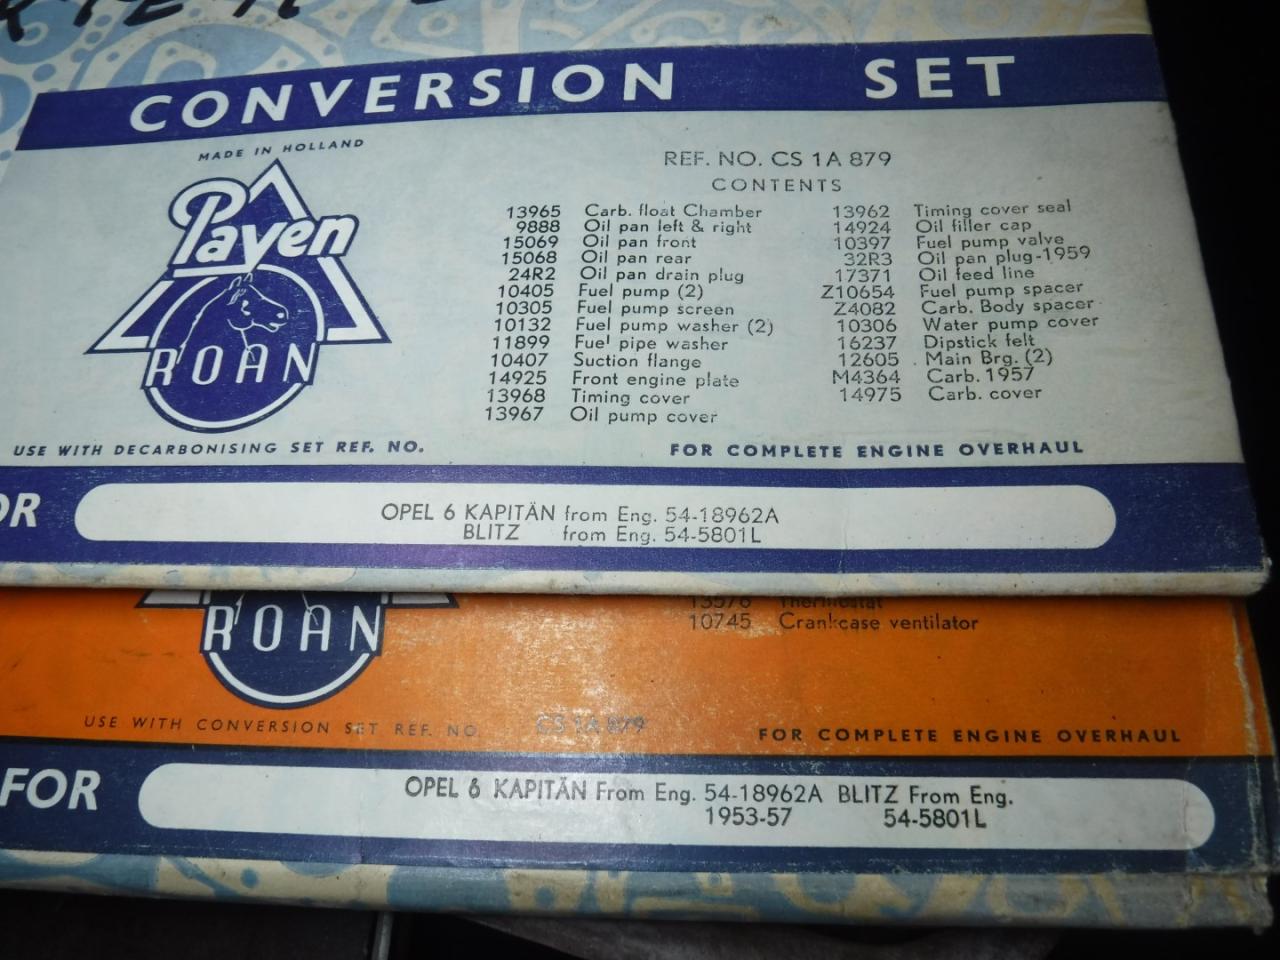 CONVERSION SET
MADE IN HOLLAND
Payen
ROAN
REF. NO. CS 1A 879
CONTENTS
13965 Carb. float Chamber
9888 Oil pan left & right
15069 Oil pan front
15068 Oil pan rear
24R2 Oil pan drain plug
10405 Fuel pump (2)
10305 Fuel pump screen
10132 Fuel pump washer (2)
11899 Fuel pipe washer
10407 Suction flange
14925 Front engine plate
13968 Timing cover
13967 Oil pump cover
13962 Timing cover seal
14924 Oil filler cap
10397 Fuel pump valve
32R3 Oil pan plug-1959
17371 Oil feed line
Z10654 Fuel pump spacer
Z4082 Carb. Body spacer
10306 Water pump cover
16237 Dipstick felt
12605 Main Brg. (2)
M4364 Carb. 1957
14975 Carb. cover
USE WITH DECARBONISING SET REF. NO.
FOR COMPLETE ENGINE OVERHAUL
OR
OPEL 6 KAPITÄN from Eng. 54-18962A
BLITZ from Eng. 54-5801L
ROAN
13576 Thermostat
10745 Crankcase ventilator
USE WITH CONVERSION SET REF. NO. CS 1A 879
FOR COMPLETE ENGINE OVERHAUL
FOR
OPEL 6 KAPITÄN From Eng. 54-18962A BLITZ From Eng.
1953-57 54-5801L